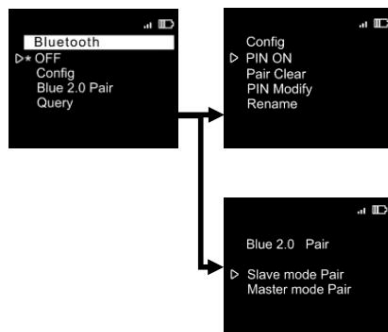 Bluetooth
▷* OFF
Config
Blue 2.0 Pair
Query
Config
▷ PIN ON
Pair Clear
PIN Modify
Rename
Blue 2.0 Pair
▷ Slave mode Pair
Master mode Pair